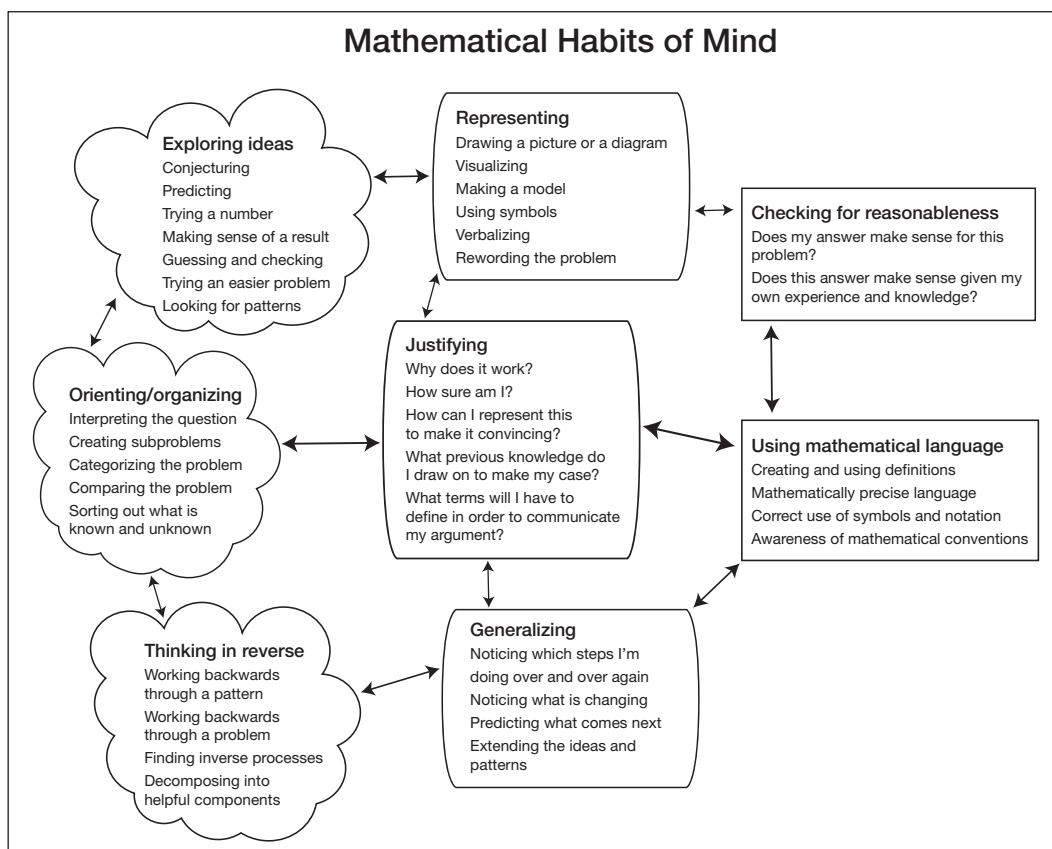 Mathematical Habits of Mind
Exploring ideas
Conjecturing
Predicting
Trying a number
Making sense of a result
Guessing and checking
Trying an easier problem
Looking for patterns
Representing
Drawing a picture or a diagram
Visualizing
Making a model
Using symbols
Verbalizing
Rewording the problem
Checking for reasonableness
Does my answer make sense for this
problem?
Does this answer make sense given my
own experience and knowledge?
Orienting/organizing
Interpreting the question
Creating subproblems
Categorizing the problem
Comparing the problem
Sorting out what is
known and unknown
Justifying
Why does it work?
How sure am I?
How can I represent this
to make it convincing?
What previous knowledge do
I draw on to make my case?
What terms will I have to
define in order to communicate
my argument?
Using mathematical language
Creating and using definitions
Mathematically precise language
Correct use of symbols and notation
Awareness of mathematical conventions
Thinking in reverse
Working backwards
through a pattern
Working backwards
through a problem
Finding inverse processes
Decomposing into
helpful components
Generalizing
Noticing which steps I'm
doing over and over again
Noticing what is changing
Predicting what comes next
Extending the ideas and
patterns